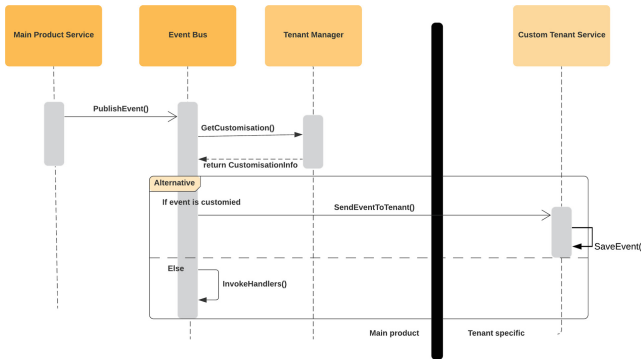 Main Product Service
Event Bus
Tenant Manager
Custom Tenant Service
PublishEvent()
GetCustomisation()
return CustomisationInfo
Alternative
If event is customied
SendEventToTenant()
SaveEvent(
Else
InvokeHandlers()
Main product
Tenant specific